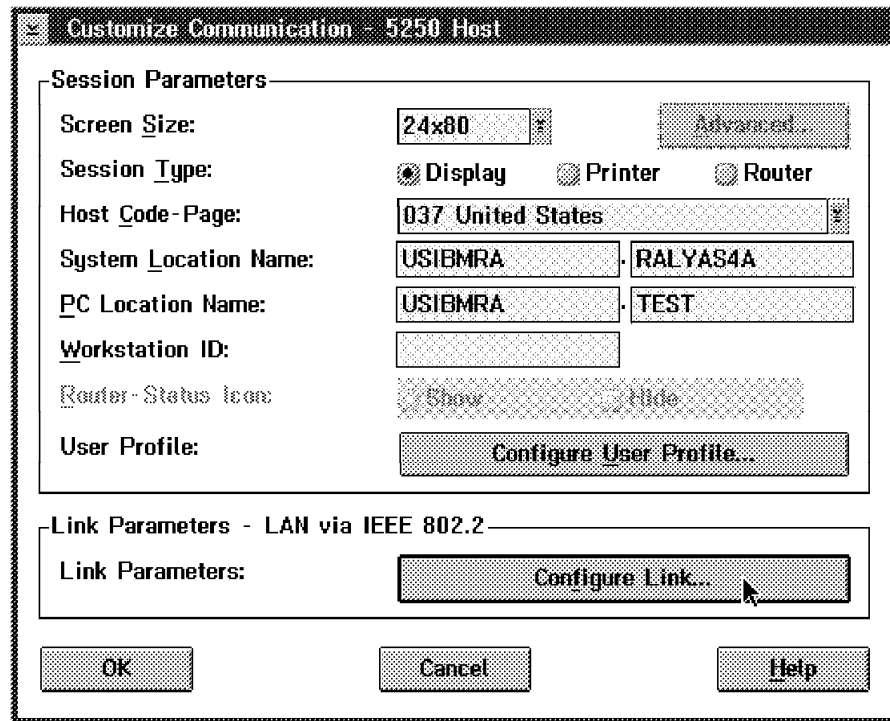 Customize Communication - 5250 Host
Session Parameters
Screen Size: 24x80 Advanced...
Session Type: Display Printer Router
Host Code-Page: 037 United States
System Location Name: USIBMRA . RALYAS4A
PC Location Name: USIBMRA . TEST
Workstation ID:
Router-Status Icon: Show Hide
User Profile: Configure User Profile...
Link Parameters - LAN via IEEE 802.2
Link Parameters: Configure Link...
OK Cancel Help